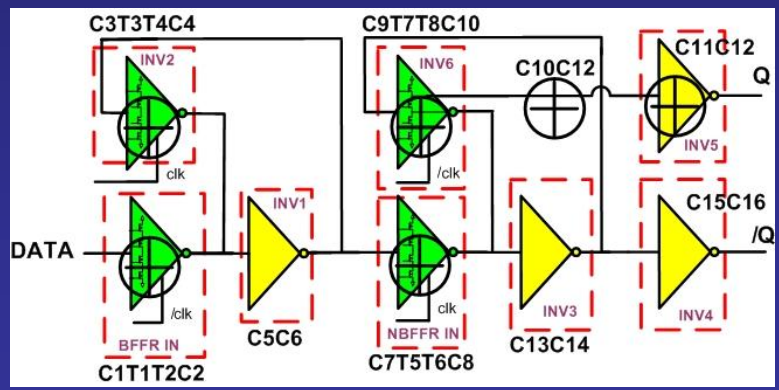 C3T3T4C4
C9T7T8C10
C11C12
INV2
INV6
C10C12
Q
INV5
clk
/clk
INV1
C15C16
DATA
/Q
/clk
clk
BFFR IN
C5C6
NBFFR IN
INV3
INV4
C1T1T2C2
C7T5T6C8
C13C14